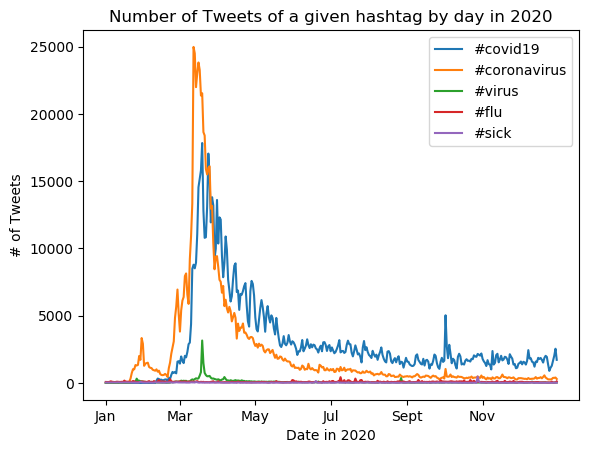 Number of Tweets of a given hashtag by day in 2020
25000
20000
15000
10000
5000
0
# of Tweets
#covid19
#coronavirus
#virus
#flu
#sick
Jan Mar May Jul Sept Nov
Date in 2020